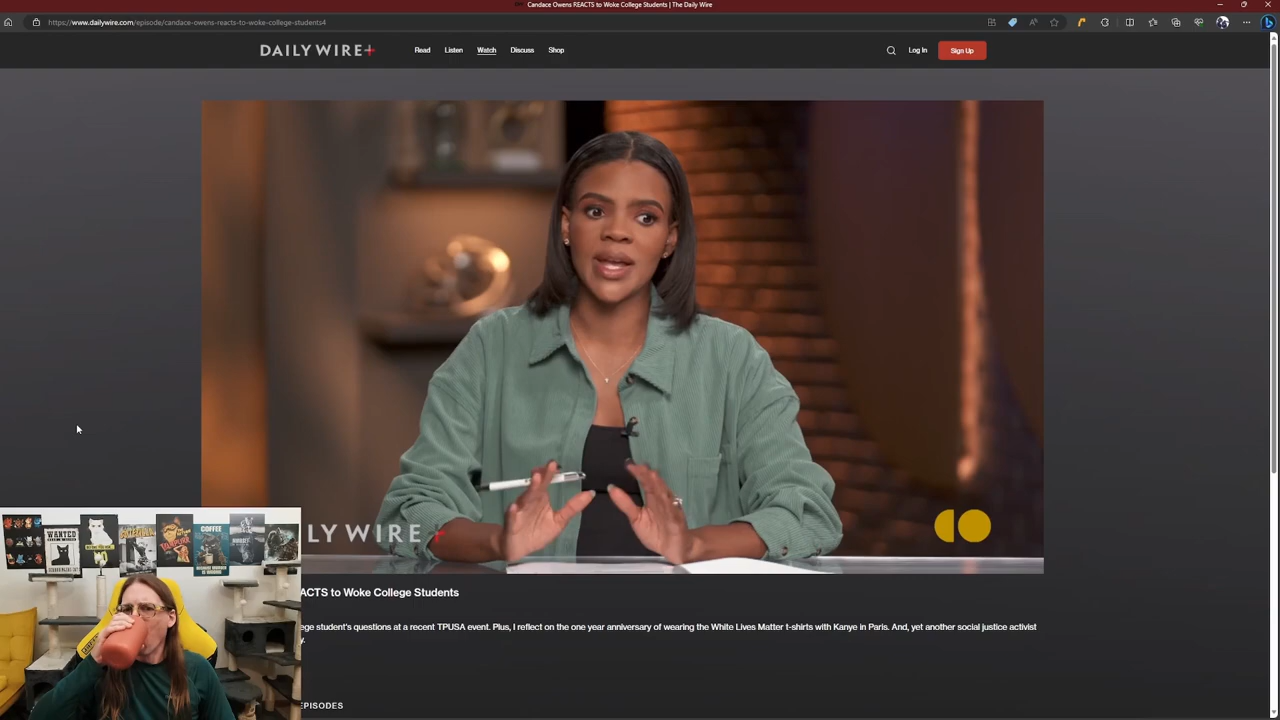 Candace Owens REACTS to Woke College Students | The Daily Wire
https://www.dailywire.com/episode/candace-owens-reacts-to-woke-college-students4
DAILY WIRE+
Read Listen Watch Discuss Shop
Log In
Sign Up
LY WIRE +
ACTS to Woke College Students
ege student's questions at a recent TPUSA event. Plus, I reflect on the one year anniversary of wearing the White Lives Matter t-shirts with Kanye in Paris. And, yet another social justice activist
EPISODES
WANTED
COFFEE